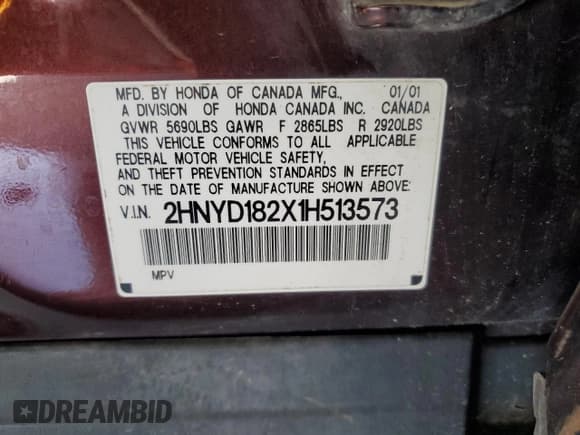 MFD. BY HONDA OF CANADA MFG., 01/01
A DIVISION OF HONDA CANADA INC. CANADA
GVWR 5690LBS GAWR F 2865LBS R 2920LBS
THIS VEHICLE CONFORMS TO ALL APPLICABLE
FEDERAL MOTOR VEHICLE SAFETY,
AND THEFT PREVENTION STANDARDS IN EFFECT
ON THE DATE OF MANUFACTURE SHOWN ABOVE:
V.I.N. 2HNYD182X1H513573
MPV
DREAMBID